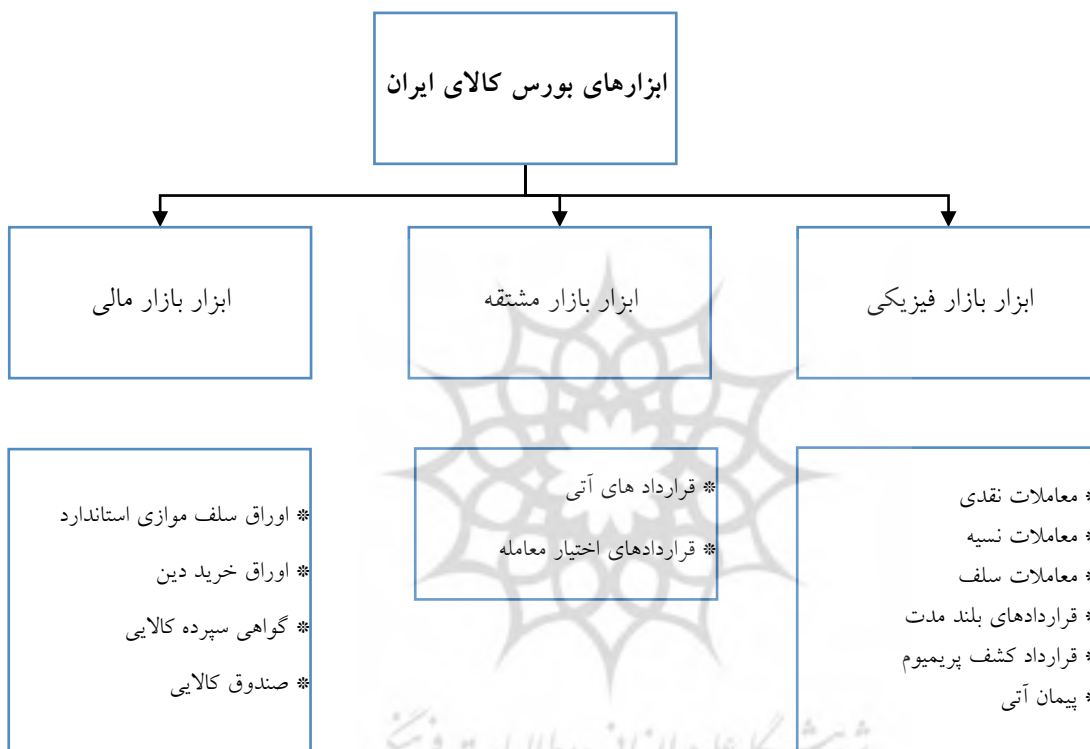 ابزارهای بورس کالای ایران
ابزار بازار فیزیکی
ابزار بازار مشتقه
ابزار بازار مالی
* معاملات نقدی
* معاملات نسیه
* معاملات سلف
* قراردادهای بلند مدت
* قرارداد کشف پریمیوم
* پیمان آتی
* قرارداد های آتی
* قراردادهای اختیار معامله
* اوراق سلف موازی استاندارد
* اوراق خرید دین
* گواهی سپرده کالایی
* صندوق کالایی